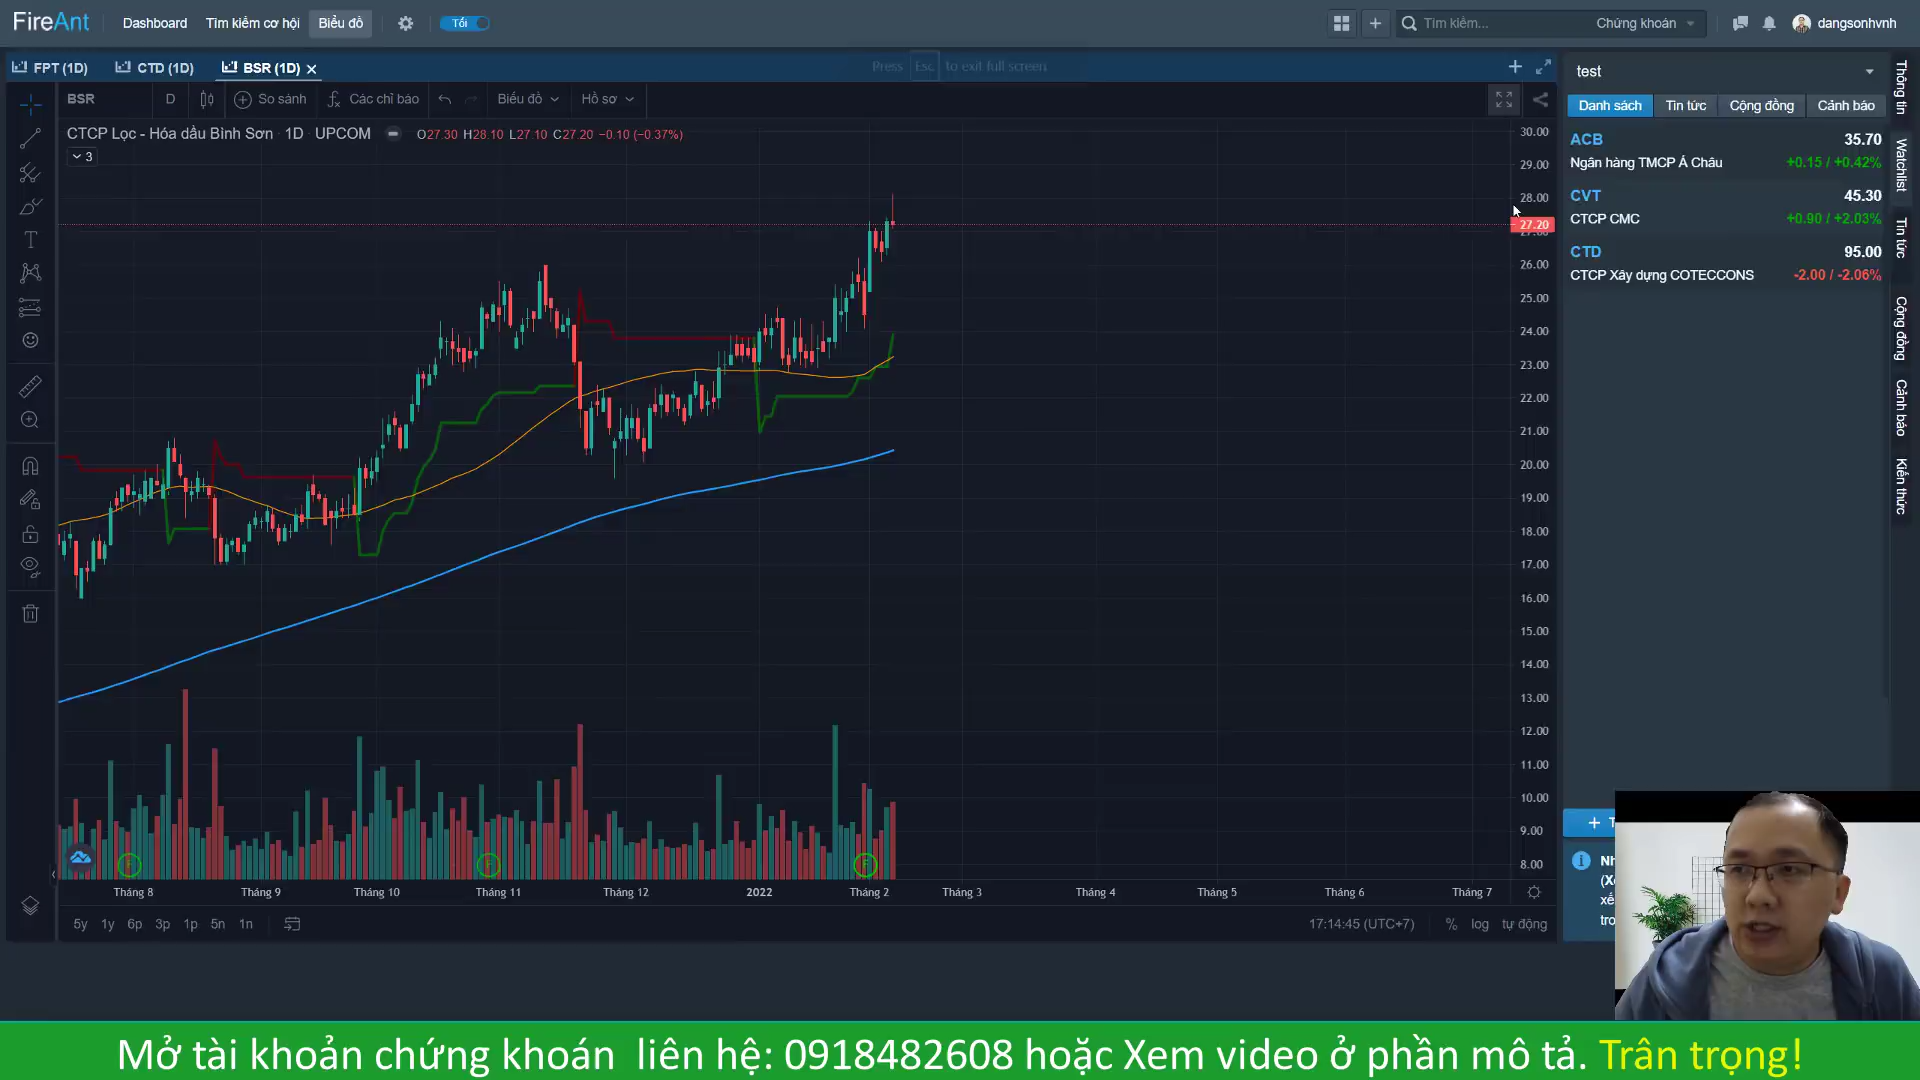 FireAnt Dashboard Tìm kiếm cơ hội Biểu đồ Tối Tìm kiếm... Chứng khoán dangsonhvnh
FPT (1D) CTD (1D) BSR (1D) Press Esc to exit full screen
BSR D So sánh Các chỉ báo Biểu đồ Hồ sơ
CTCP Lọc - Hóa dầu Bình Sơn · 1D · UPCOM O27.30 H28.10 L27.10 C27.20 −0.10 (−0.37%)
3
30.00
29.00
28.00
27.20
26.00
25.00
24.00
23.00
22.00
21.00
20.00
19.00
18.00
17.00
16.00
15.00
14.00
13.00
12.00
11.00
10.00
9.00
8.00
Tháng 8 Tháng 9 Tháng 10 Tháng 11 Tháng 12 2022 Tháng 2 Tháng 3 Tháng 4 Tháng 5 Tháng 6 Tháng 7
5y 1y 6p 3p 1p 5n 1n 17:14:45 (UTC+7) % log tự động
test
Danh sách Tin tức Cộng đồng Cảnh báo
ACB 35.70
Ngân hàng TMCP Á Châu +0.15 / +0.42%
CVT 45.30
CTCP CMC +0.90 / +2.03%
CTD 95.00
CTCP Xây dựng COTECCONS -2.00 / -2.06%
Thông tin
Watchlist
Tin tức
Cộng đồng
Cảnh báo
Kiến thức
Mở tài khoản chứng khoán liên hệ: 0918482608 hoặc Xem video ở phần mô tả. Trân trọng!